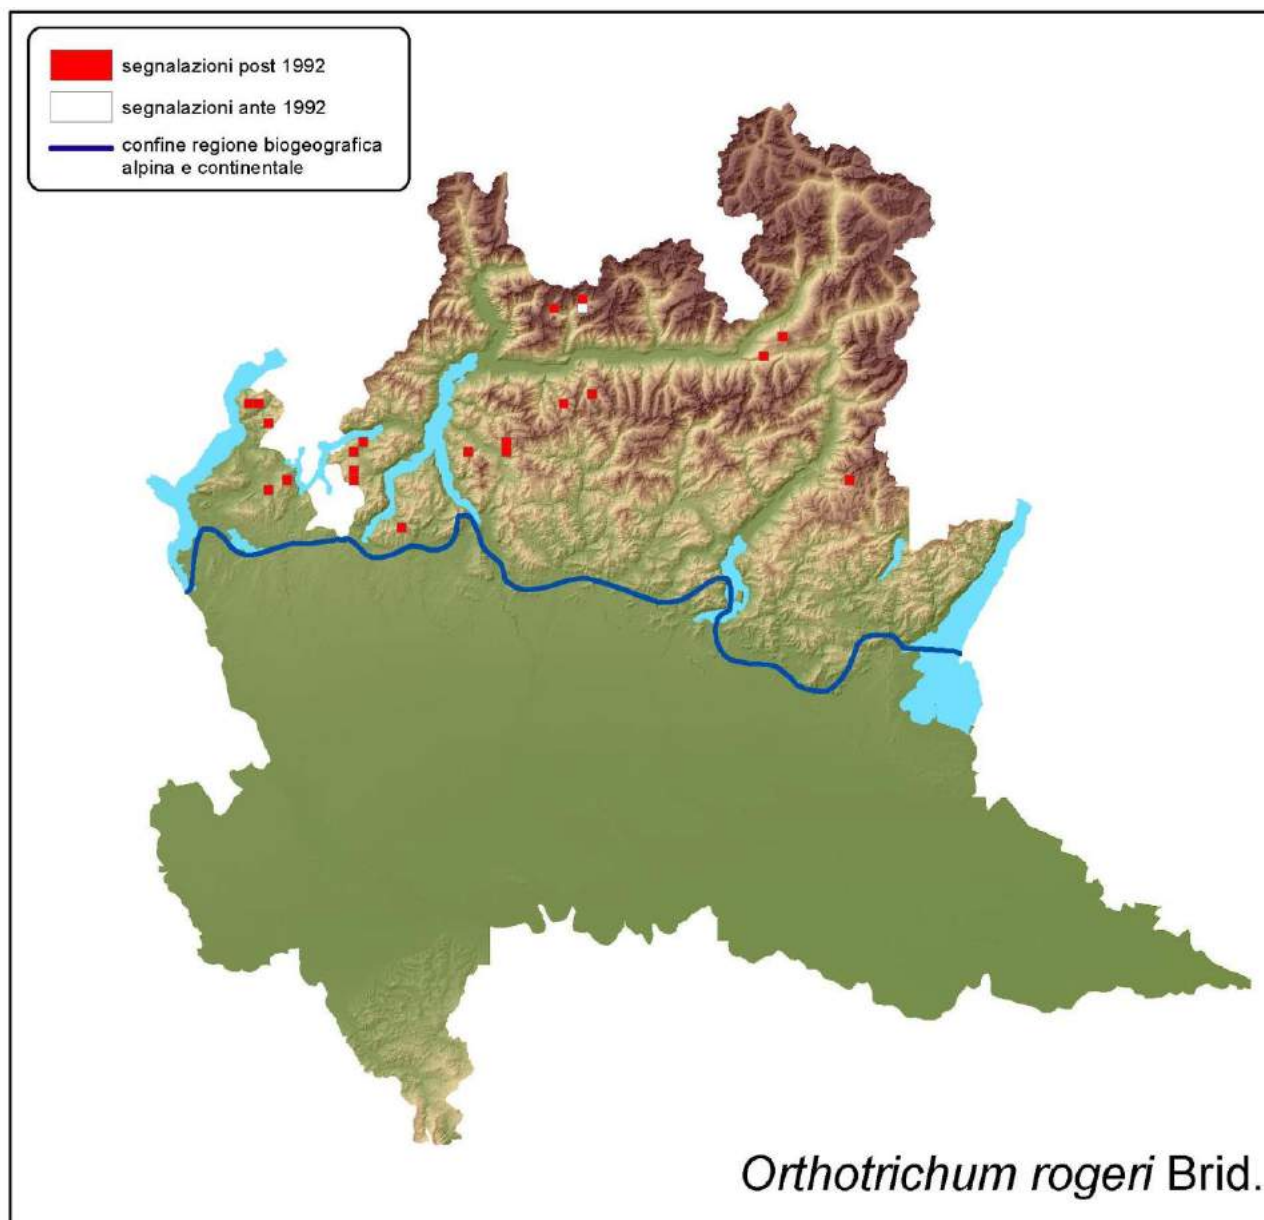 segnalazioni post 1992
segnalazioni ante 1992
confine regione biogeografica
alpina e continentale
Orthotrichum rogeri Brid.